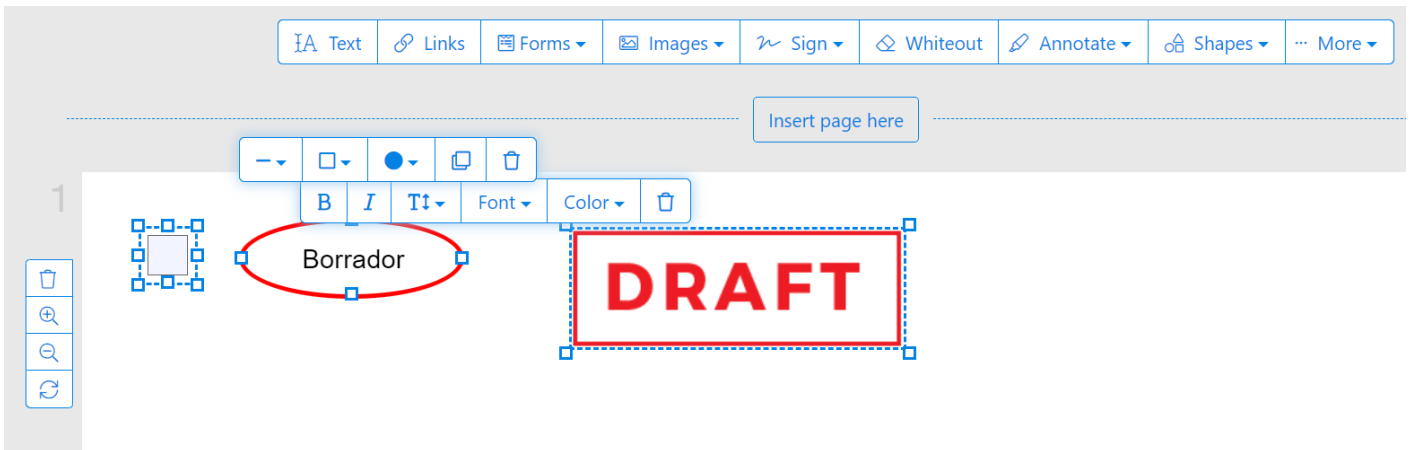 Text Links Forms Images Sign Whiteout Annotate Shapes More
Insert page here
1
B I T Font Color
Borrador
DRAFT